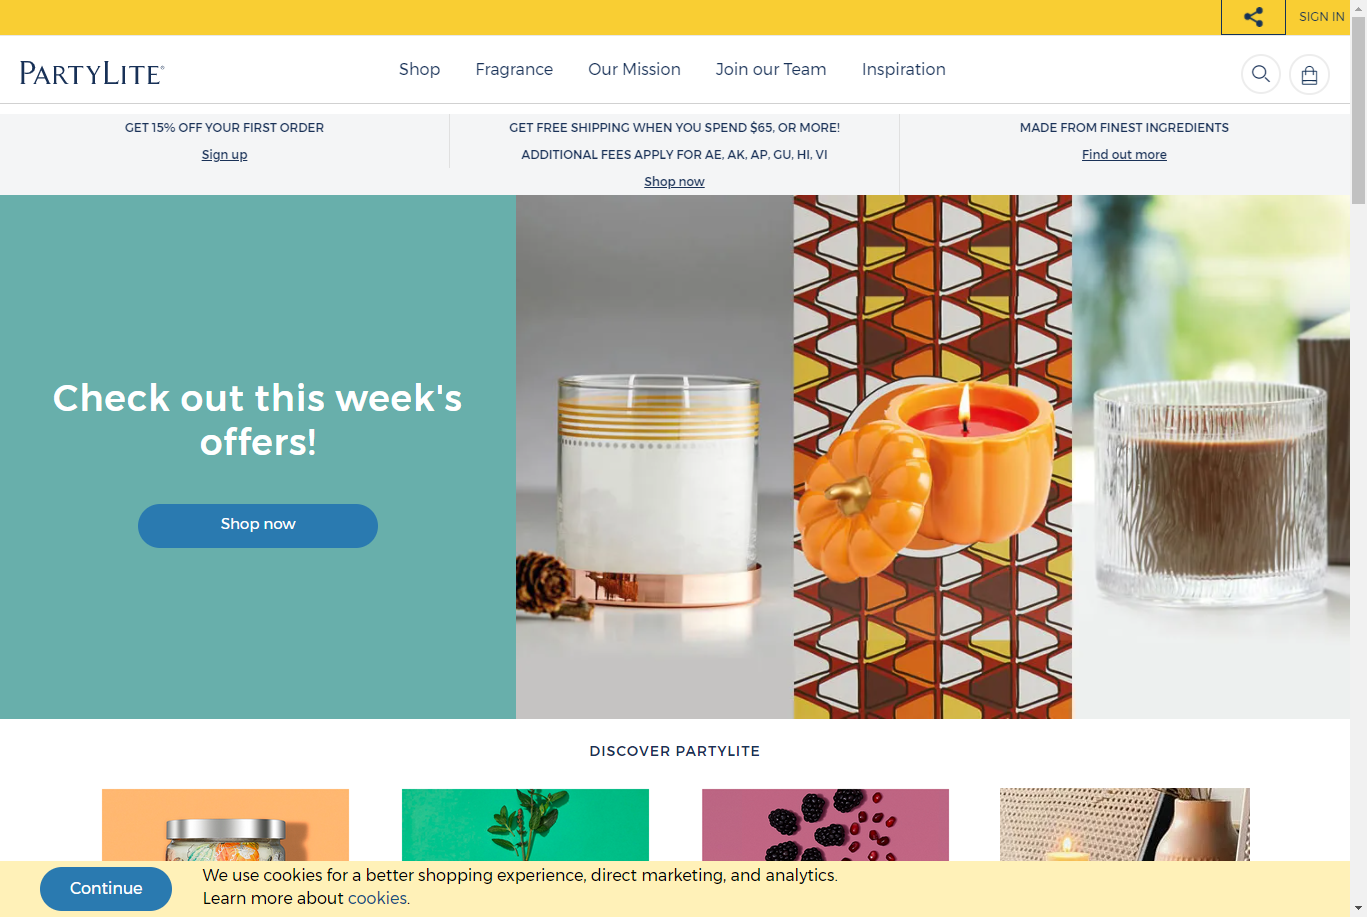 SIGN IN
PARTYLITE®
Shop
Fragrance
Our Mission
Join our Team
Inspiration
GET 15% OFF YOUR FIRST ORDER
Sign up
GET FREE SHIPPING WHEN YOU SPEND $65, OR MORE!
ADDITIONAL FEES APPLY FOR AE, AK, AP, GU, HI, VI
Shop now
MADE FROM FINEST INGREDIENTS
Find out more
Check out this week's
offers!
Shop now
DISCOVER PARTYLITE
Continue
We use cookies for a better shopping experience, direct marketing, and analytics.
Learn more about cookies.